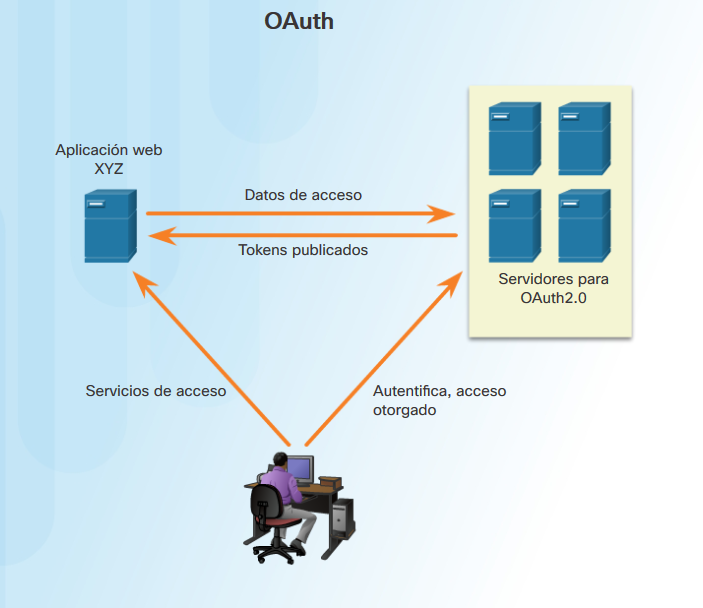 OAuth
Aplicación web
XYZ
Datos de acceso
Tokens publicados
Servidores para
OAuth2.0
Servicios de acceso
Autentifica, acceso
otorgado